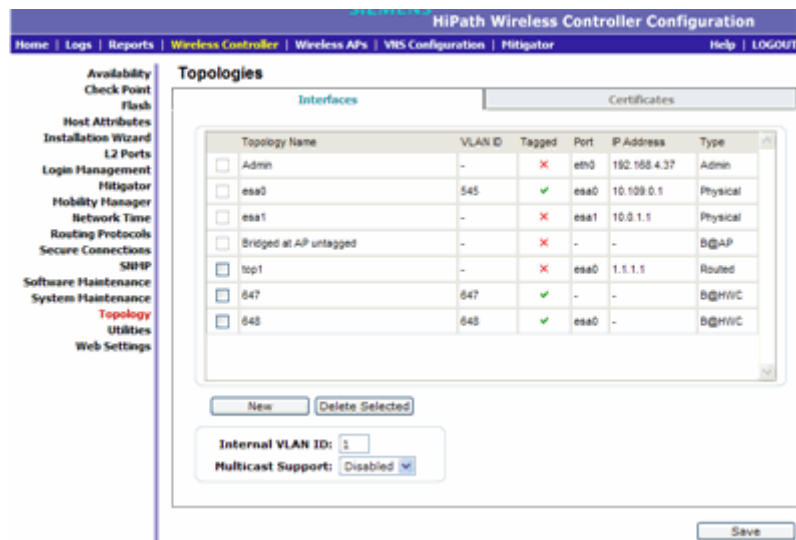 SIEMENS
HiPath Wireless Controller Configuration
Home | Logs | Reports | Wireless Controller | Wireless APs | VNS Configuration | Mitigator Help | LOGOUT
Availability
Check Point
Flash
Host Attributes
Installation Wizard
L2 Ports
Login Management
Mitigator
Mobility Manager
Network Time
Routing Protocols
Secure Connections
SNMP
Software Maintenance
System Maintenance
Topology
Utilities
Web Settings
Topologies
Interfaces Certificates
Topology Name VLAN ID Tagged Port IP Address Type
Admin - eth0 192.168.4.37 Admin
esa0 545 esa0 10.109.0.1 Physical
esa1 - esa1 10.0.1.1 Physical
Bridged at AP untagged - - - B@AP
top1 - esa0 1.1.1.1 Routed
647 647 - - B@HWC
648 648 esa0 - B@HWC
New Delete Selected
Internal VLAN ID: 1
Multicast Support: Disabled
Save